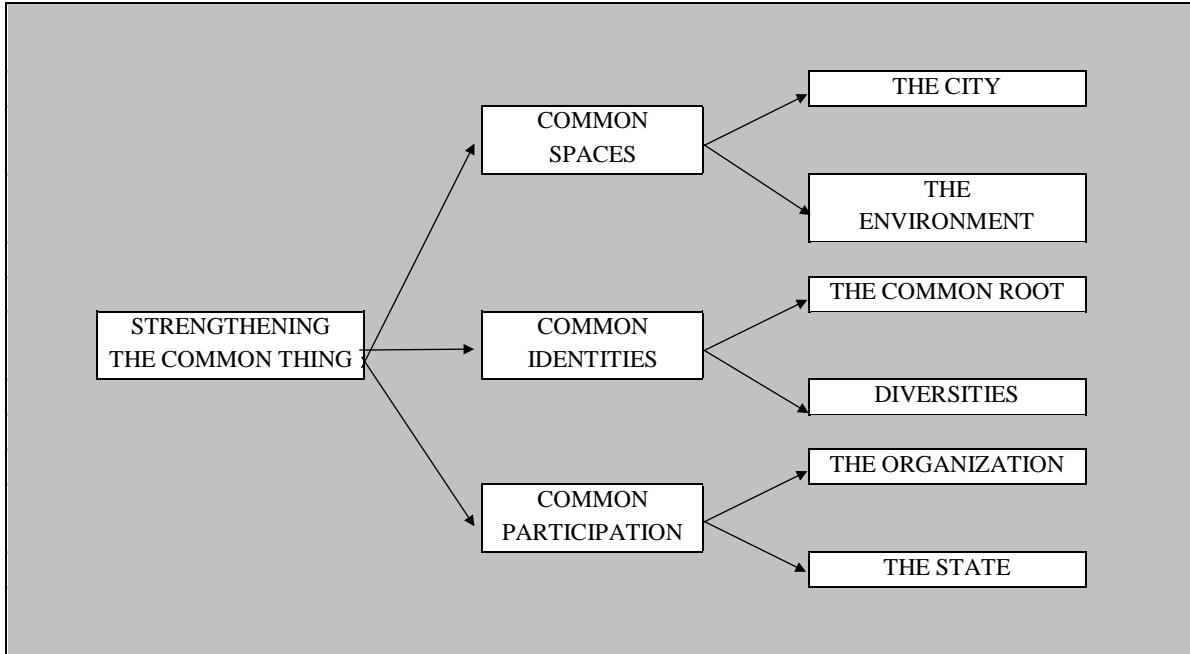 STRENGTHENING
THE COMMON THING
COMMON
SPACES
THE CITY
THE
ENVIRONMENT
COMMON
IDENTITIES
THE COMMON ROOT
DIVERSITIES
COMMON
PARTICIPATION
THE ORGANIZATION
THE STATE